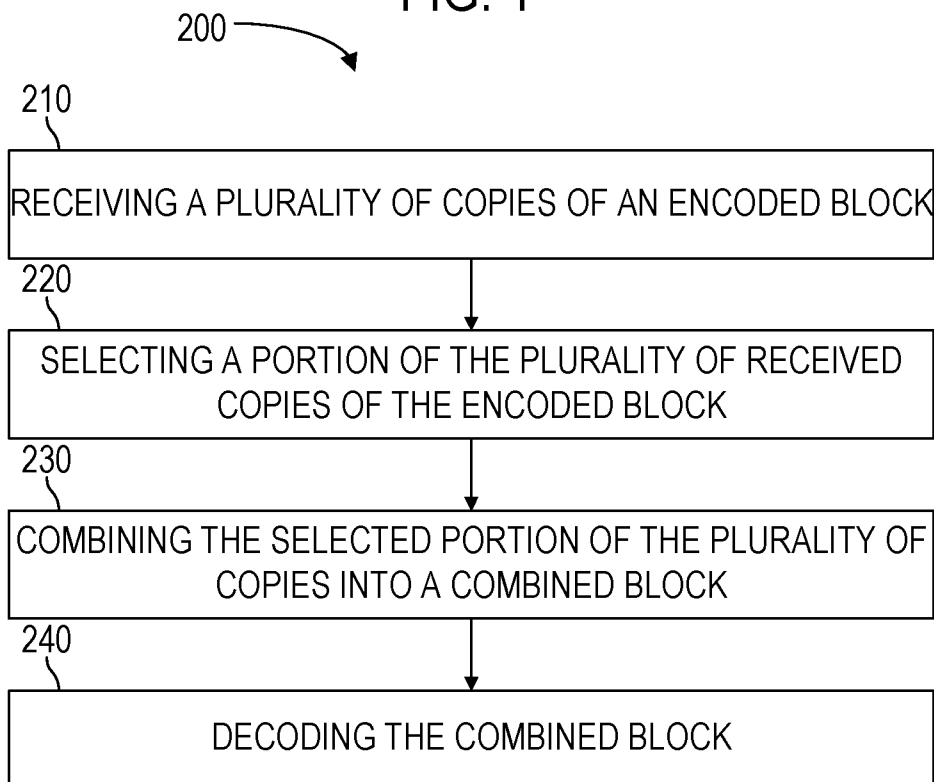 FIG.
200
210
RECEIVING A PLURALITY OF COPIES OF AN ENCODED BLOCK
220
SELECTING A PORTION OF THE PLURALITY OF RECEIVED
COPIES OF THE ENCODED BLOCK
230
COMBINING THE SELECTED PORTION OF THE PLURALITY OF
COPIES INTO A COMBINED BLOCK
240
DECODING THE COMBINED BLOCK